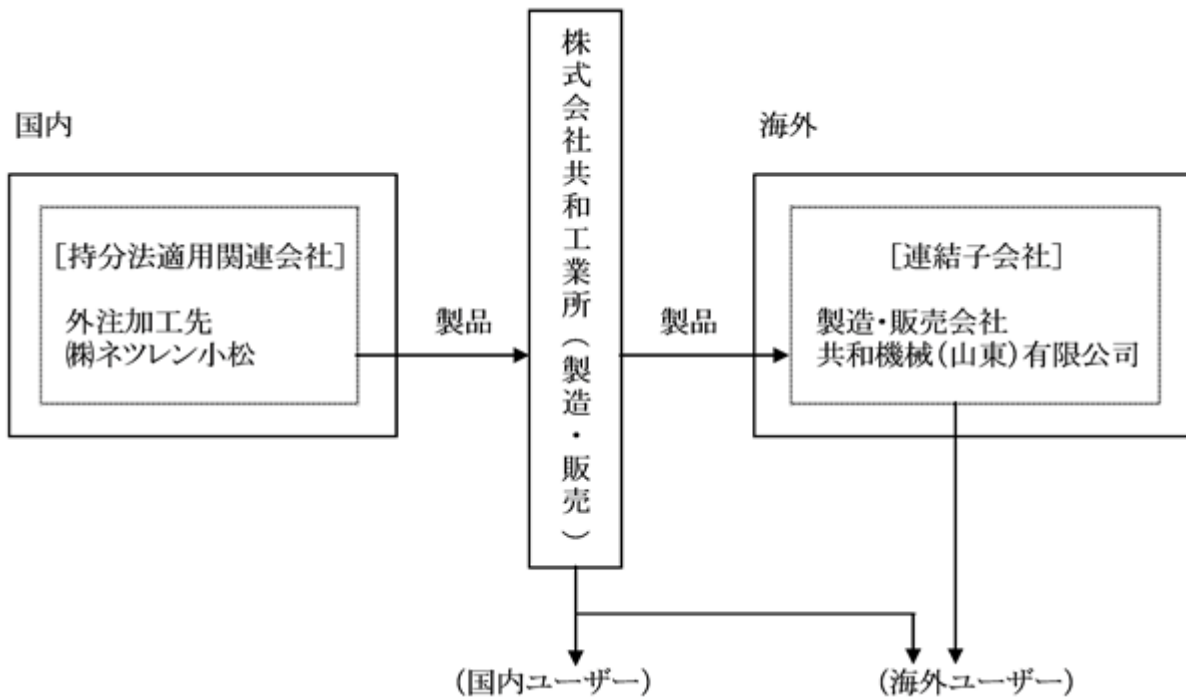 国内
[持分法適用関連会社]
外注加工先
㈱ネツレン小松
製品
株式会社共和工業所(製造・販売)
製品
海外
[連結子会社]
製造・販売会社
共和機械(山東)有限公司
(国内ユーザー)
(海外ユーザー)